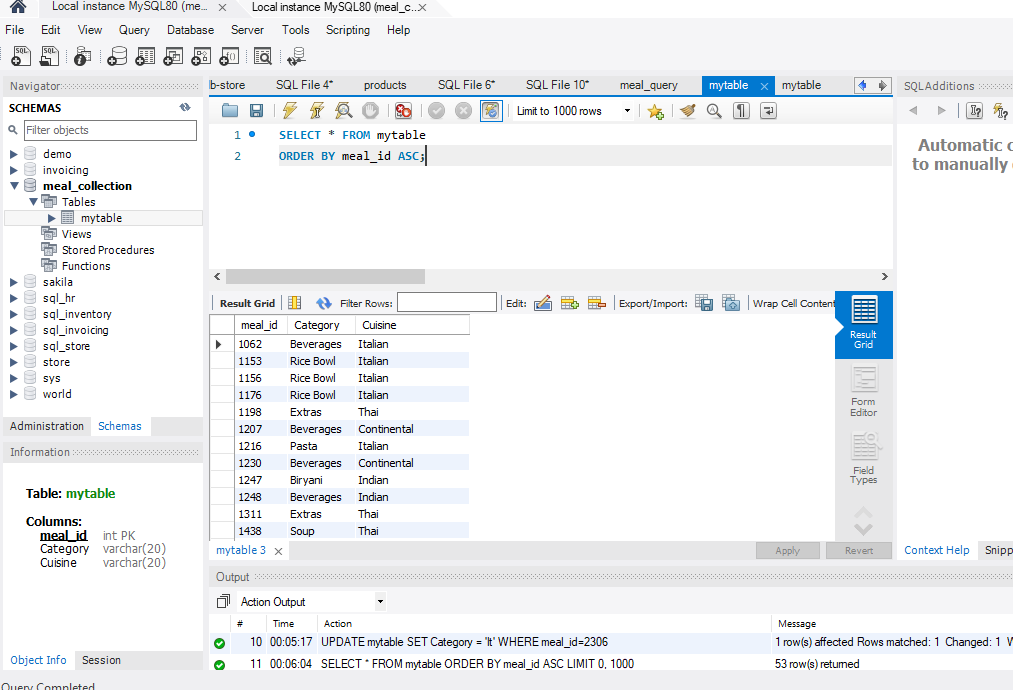 Local instance MySQL80 (me...
Local instance MySQL80 (meal_c...
File Edit View Query Database Server Tools Scripting Help
Navigator
SCHEMAS
Filter objects
demo
invoicing
meal_collection
Tables
mytable
Views
Stored Procedures
Functions
sakila
sql_hr
sql_inventory
sql_invoicing
sql_store
store
sys
world
Administration Schemas
Information
Table: mytable
Columns:
meal_id int PK
Category varchar(20)
Cuisine varchar(20)
Object Info Session
Query Completed
b-store SQL File 4* products SQL File 6* SQL File 10* meal_query mytable mytable
Limit to 1000 rows
1 SELECT * FROM mytable
2 ORDER BY meal_id ASC;
Result Grid Filter Rows: Edit: Export/Import: Wrap Cell Content
meal_id Category Cuisine
1062 Beverages Italian
1153 Rice Bowl Italian
1156 Rice Bowl Italian
1176 Rice Bowl Italian
1198 Extras Thai
1207 Beverages Continental
1216 Pasta Italian
1230 Beverages Continental
1247 Biryani Indian
1248 Beverages Indian
1311 Extras Thai
1438 Soup Thai
Result
Grid
Form
Editor
Field
Types
mytable 3 Apply Revert
Output
Action Output
# Time Action Message
10 00:05:17 UPDATE mytable SET Category = 'It' WHERE meal_id=2306 1 row(s) affected Rows matched: 1 Changed: 1 W
11 00:06:04 SELECT * FROM mytable ORDER BY meal_id ASC LIMIT 0, 1000 53 row(s) returned
SQLAdditions
Automatic c
to manually
Context Help Snipp